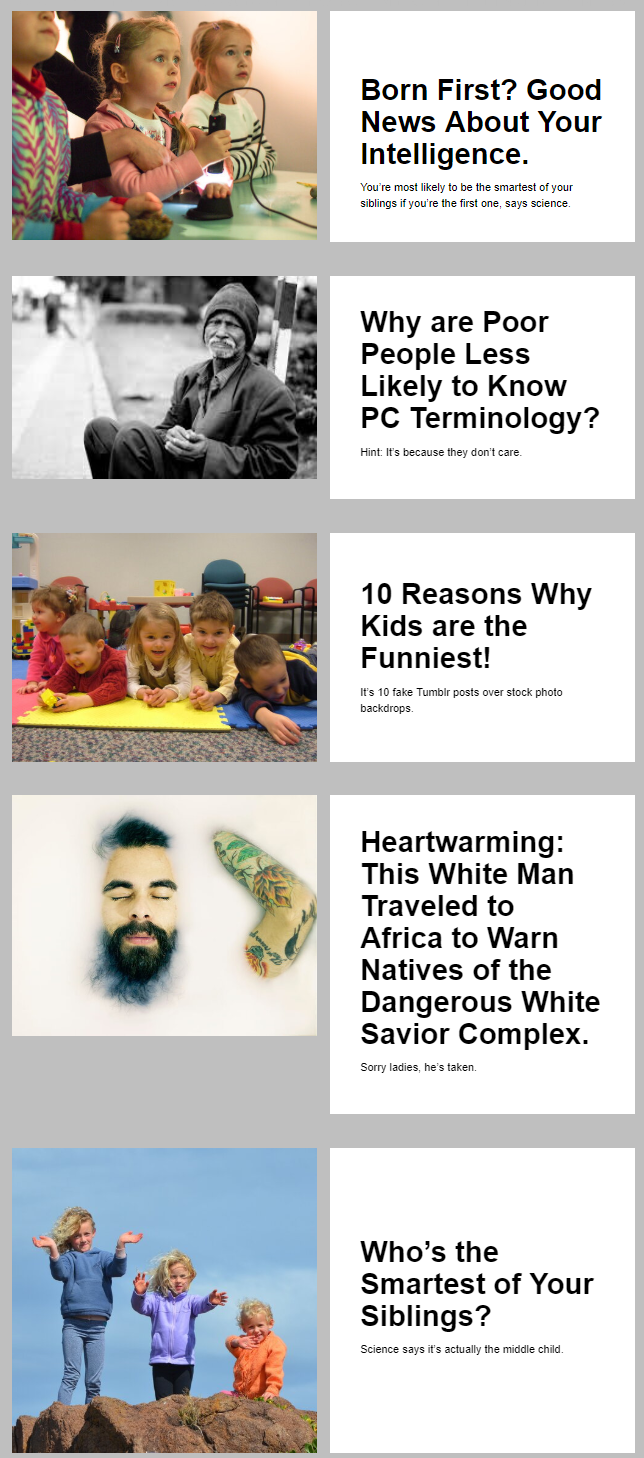 Born First? Good
News About Your
Intelligence.
You’re most likely to be the smartest of your
siblings if you’re the first one, says science.
Why are Poor
People Less
Likely to Know
PC Terminology?
Hint: It’s because they don’t care.
10 Reasons Why
Kids are the
Funniest!
It’s 10 fake Tumblr posts over stock photo
backdrops.
Heartwarming:
This White Man
Traveled to
Africa to Warn
Natives of the
Dangerous White
Savior Complex.
Sorry ladies, he’s taken.
Who’s the
Smartest of Your
Siblings?
Science says it’s actually the middle child.